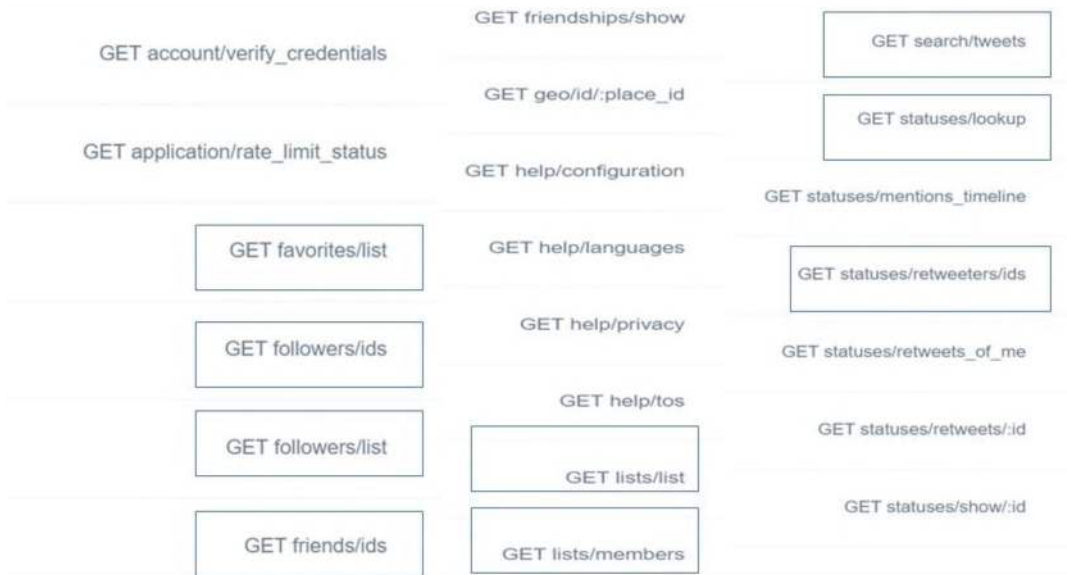 GET account/verify_credentials
GET application/rate_limit_status
GET favorites/list
GET followers/ids
GET followers/list
GET friends/ids
GET friendships/show
GET geo/id/:place_id
GET help/configuration
GET help/languages
GET help/privacy
GET help/tos
GET lists/list
GET lists/members
GET search/tweets
GET statuses/lookup
GET statuses/mentions_timeline
GET statuses/retweeters/ids
GET statuses/retweets_of_me
GET statuses/retweets/:id
GET statuses/show/:id